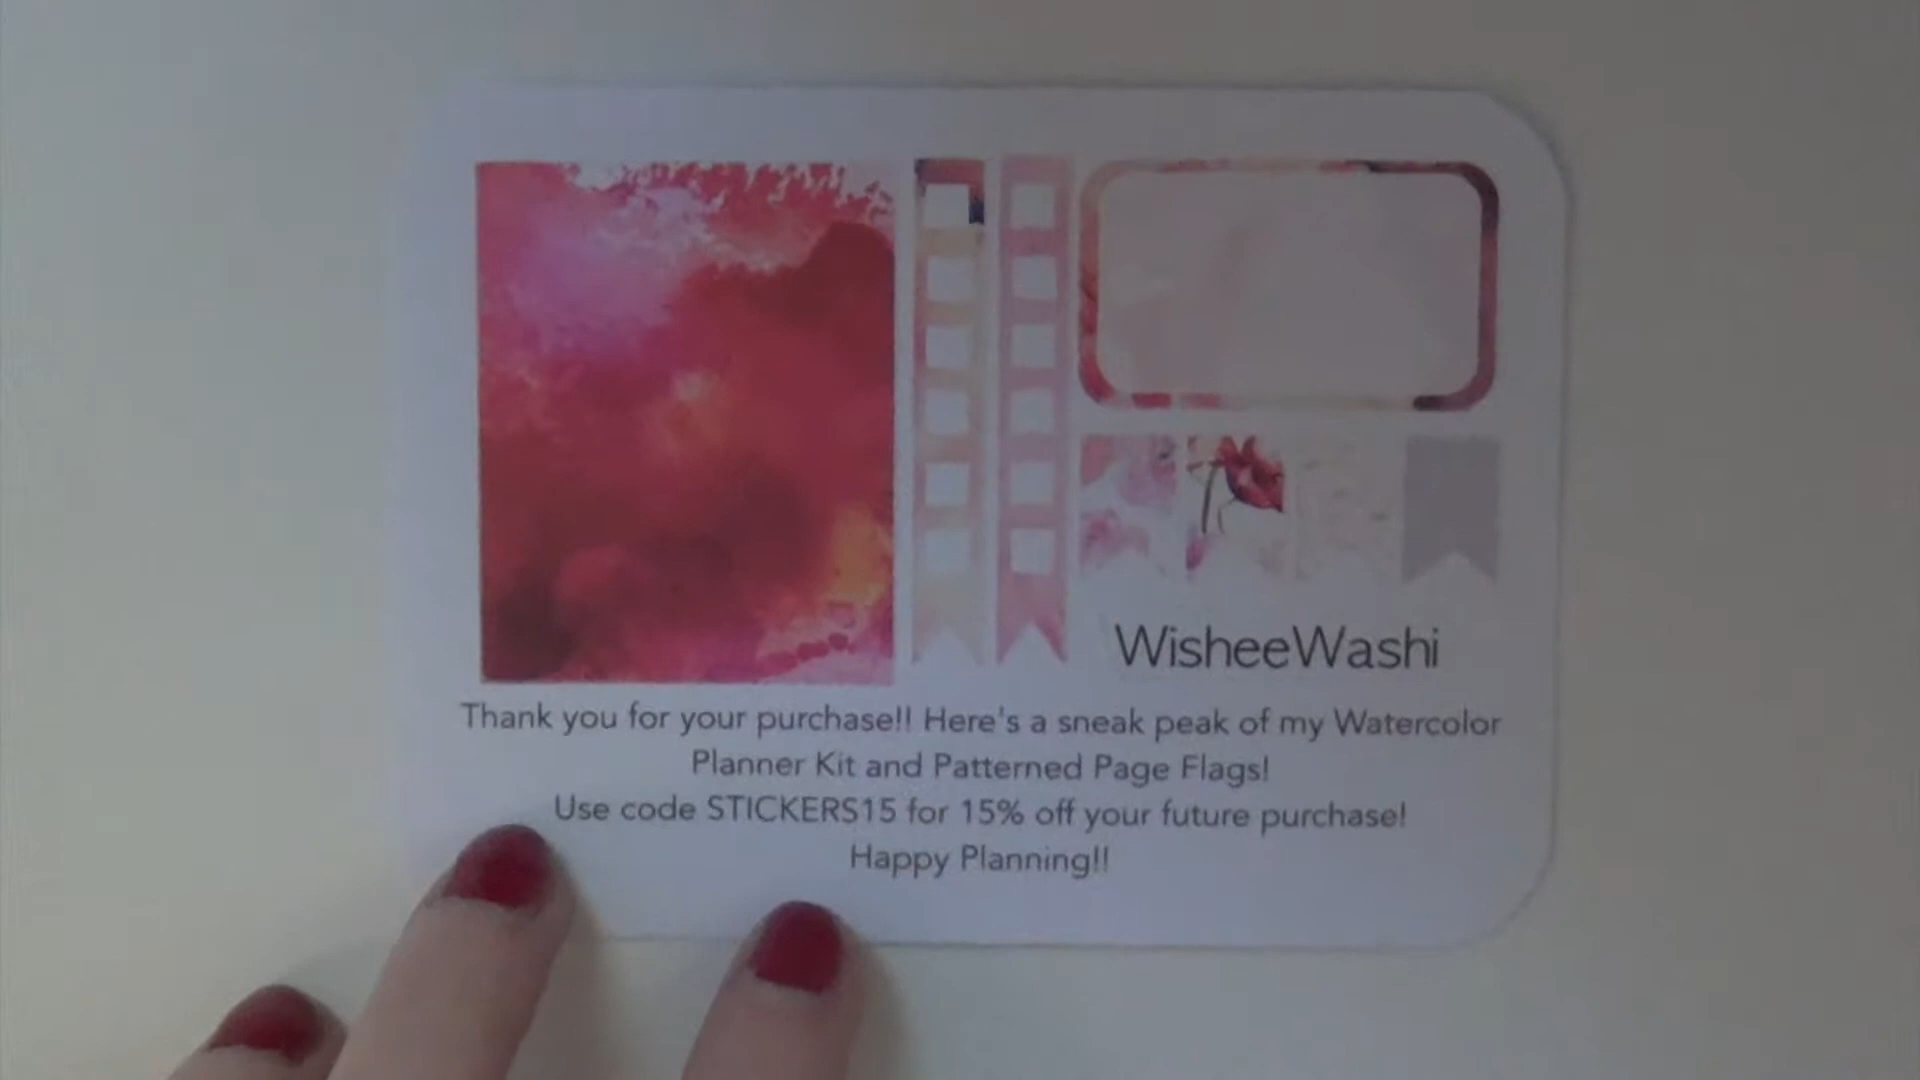 WisheeWashi
Thank you for your purchase!! Here's a sneak peak of my Watercolor
Planner Kit and Patterned Page Flags!
Use code STICKERS15 for 15% off your future purchase!
Happy Planning!!